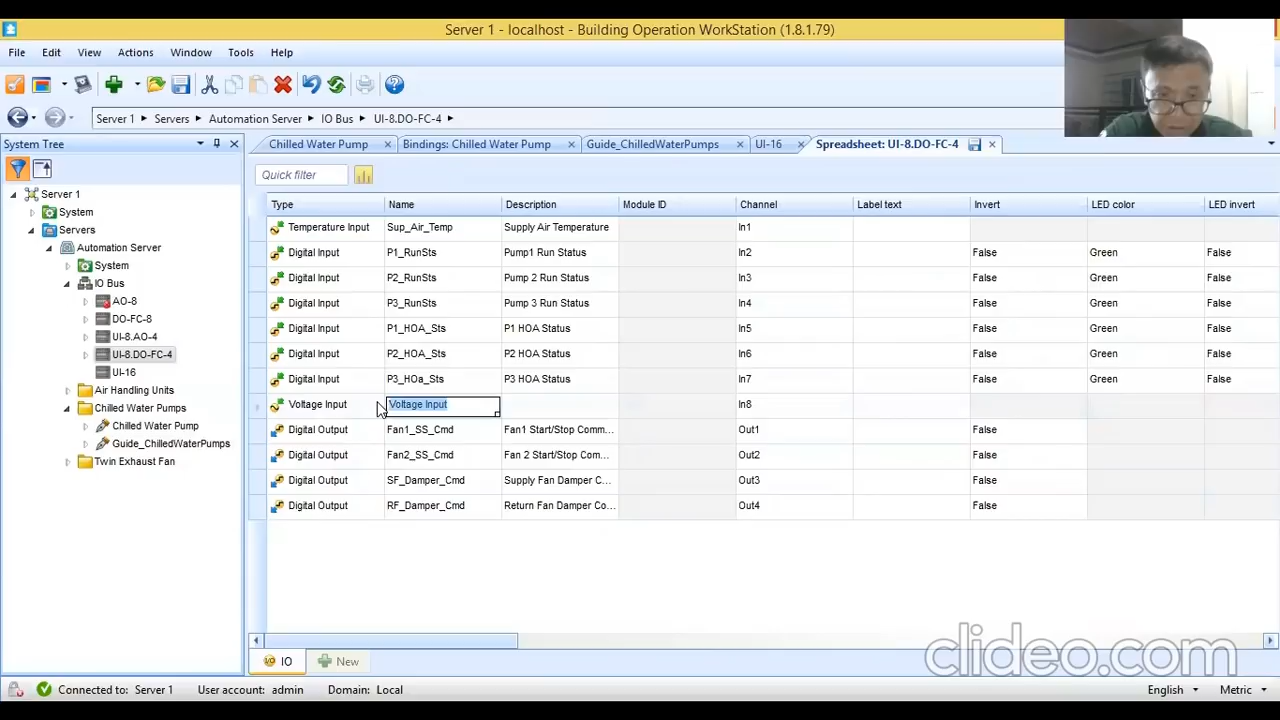 Server 1 - localhost - Building Operation WorkStation (1.8.1.79)
File Edit View Actions Window Tools Help
Server 1 Servers Automation Server IO Bus UI-8.DO-FC-4
System Tree
Chilled Water Pump Bindings: Chilled Water Pump Guide_ChilledWaterPumps UI-16 Spreadsheet: UI-8.DO-FC-4
Quick filter
Server 1
System
Servers
Automation Server
System
IO Bus
AO-8
DO-FC-8
UI-8.AO-4
UI-8.DO-FC-4
UI-16
Air Handling Units
Chilled Water Pumps
Chilled Water Pump
Guide_ChilledWaterPumps
Twin Exhaust Fan
Type Name Description Module ID Channel Label text Invert LED color LED invert
Temperature Input Sup_Air_Temp Supply Air Temperature In1
Digital Input P1_RunSts Pump1 Run Status In2 False Green False
Digital Input P2_RunSts Pump 2 Run Status In3 False Green False
Digital Input P3_RunSts Pump 3 Run Status In4 False Green False
Digital Input P1_HOA_Sts P1 HOA Status In5 False Green False
Digital Input P2_HOA_Sts P2 HOA Status In6 False Green False
Digital Input P3_HOa_Sts P3 HOA Status In7 False Green False
Voltage Input Voltage Input In8
Digital Output Fan1_SS_Cmd Fan1 Start/Stop Comm... Out1 False
Digital Output Fan2_SS_Cmd Fan 2 Start/Stop Com... Out2 False
Digital Output SF_Damper_Cmd Supply Fan Damper C... Out3 False
Digital Output RF_Damper_Cmd Return Fan Damper Co... Out4 False
clideo.com
IO New
Connected to: Server 1 User account: admin Domain: Local English Metric